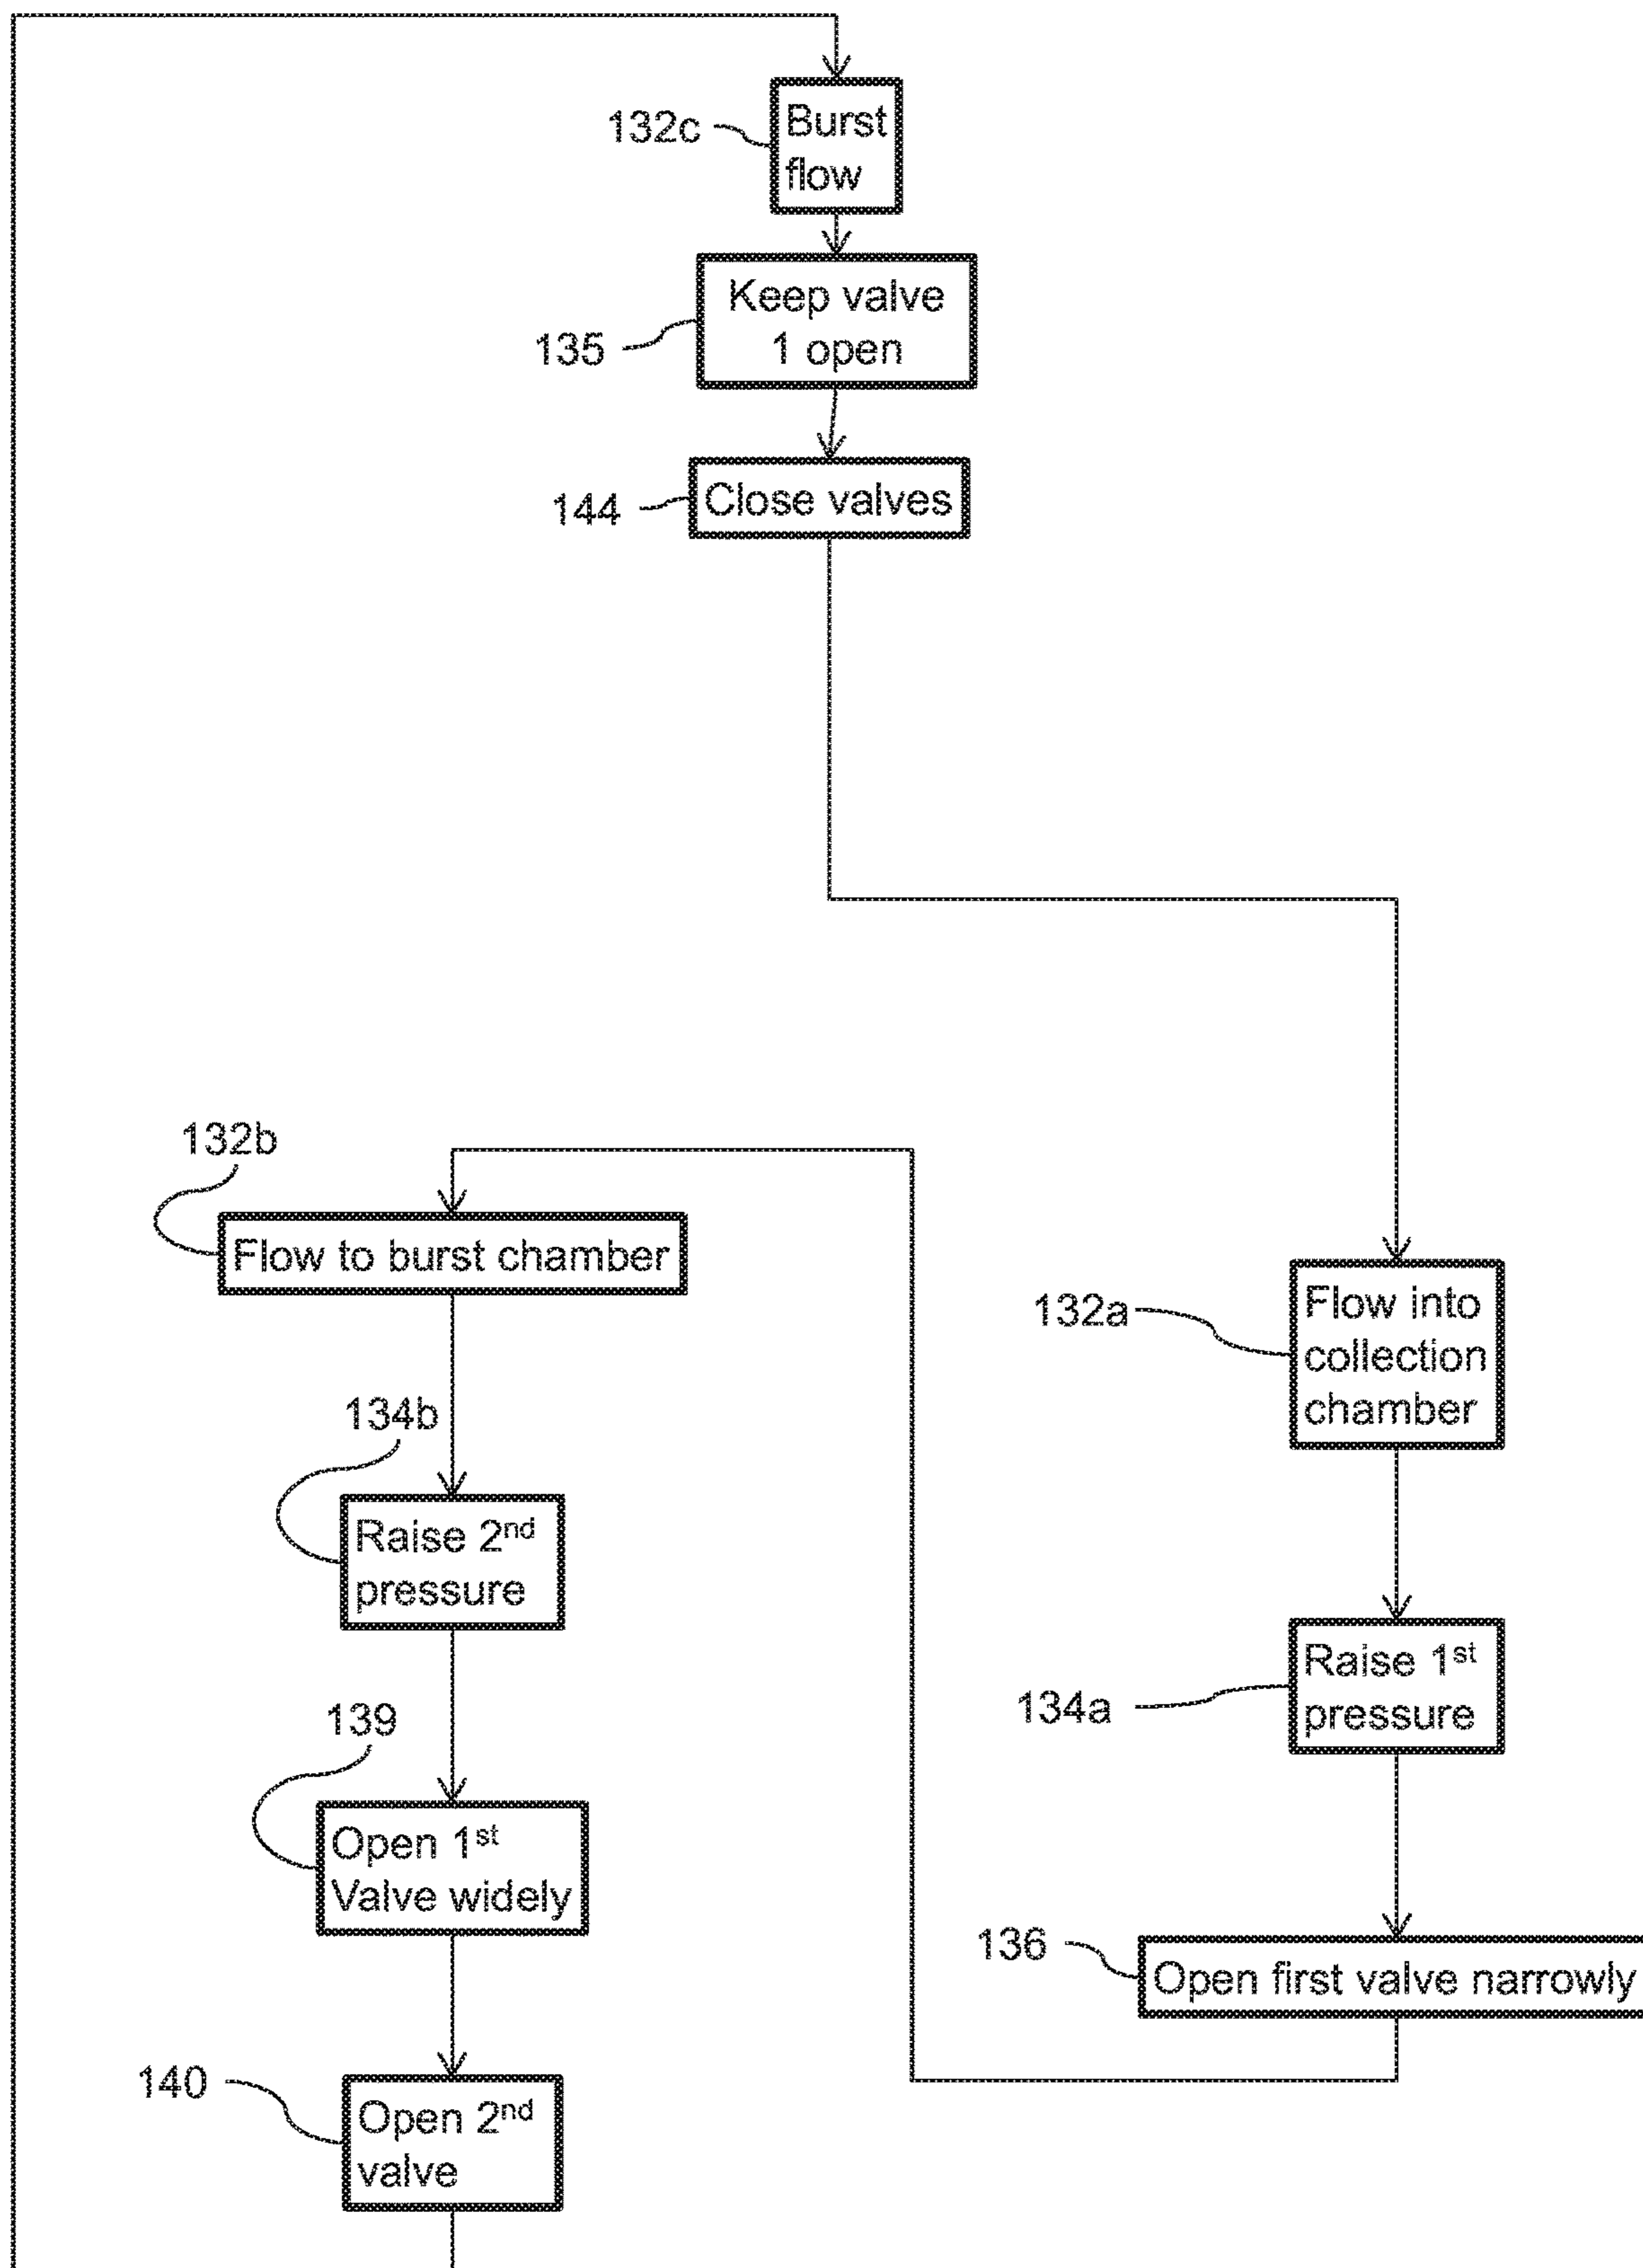 132c
Burst
flow
135
Keep valve
1 open
144
Close valves
132b
Flow to burst chamber
132a
Flow into
collection
chamber
134b
Raise 2nd
pressure
134a
Raise 1st
pressure
139
Open 1st
Valve widely
136
Open first valve narrowly
140
Open 2nd
valve